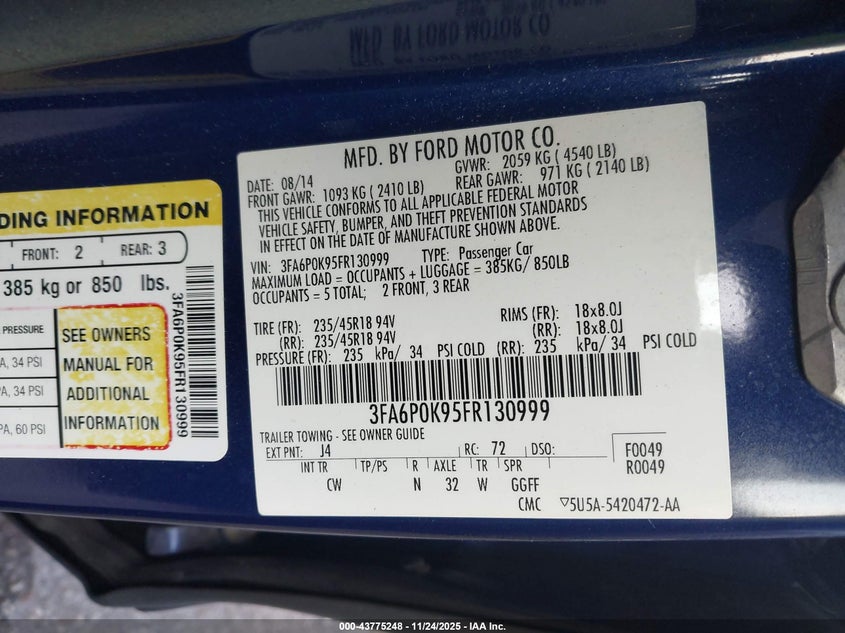 MFD. BY FORD MOTOR CO.
DING INFORMATION
FRONT: 2 REAR: 3
385 kg or 850 lbs.
PRESSURE
A, 34 PSI
PA, 34 PSI
PA, 60 PSI
SEE OWNERS
MANUAL FOR
ADDITIONAL
INFORMATION
3FA6P0K95FR130999
MFD. BY FORD MOTOR CO.
DATE: 08/14 GVWR: 2059 KG ( 4540 LB)
FRONT GAWR: 1093 KG ( 2410 LB) REAR GAWR: 971 KG ( 2140 LB)
THIS VEHICLE CONFORMS TO ALL APPLICABLE FEDERAL MOTOR
VEHICLE SAFETY, BUMPER, AND THEFT PREVENTION STANDARDS
IN EFFECT ON THE DATE OF MANUFACTURE SHOWN ABOVE.
VIN: 3FA6P0K95FR130999 TYPE: Passenger Car
MAXIMUM LOAD = OCCUPANTS + LUGGAGE = 385KG/ 850LB
OCCUPANTS = 5 TOTAL; 2 FRONT, 3 REAR
TIRE (FR): 235/45R18 94V RIMS (FR): 18x8.0J
(RR): 235/45R18 94V (RR): 18x8.0J
PRESSURE (FR): 235 kPa/ 34 PSI COLD (RR): 235 kPa/ 34 PSI COLD
3FA6P0K95FR130999
TRAILER TOWING - SEE OWNER GUIDE
EXT PNT: J4 RC: 72 DSO: F0049
R0049
INT TR TP/PS R AXLE TR SPR
CW N 32 W GGFF
CMC ▽5U5A-5420472-AA
000-43775248 - 11/24/2025 - IAA Inc.